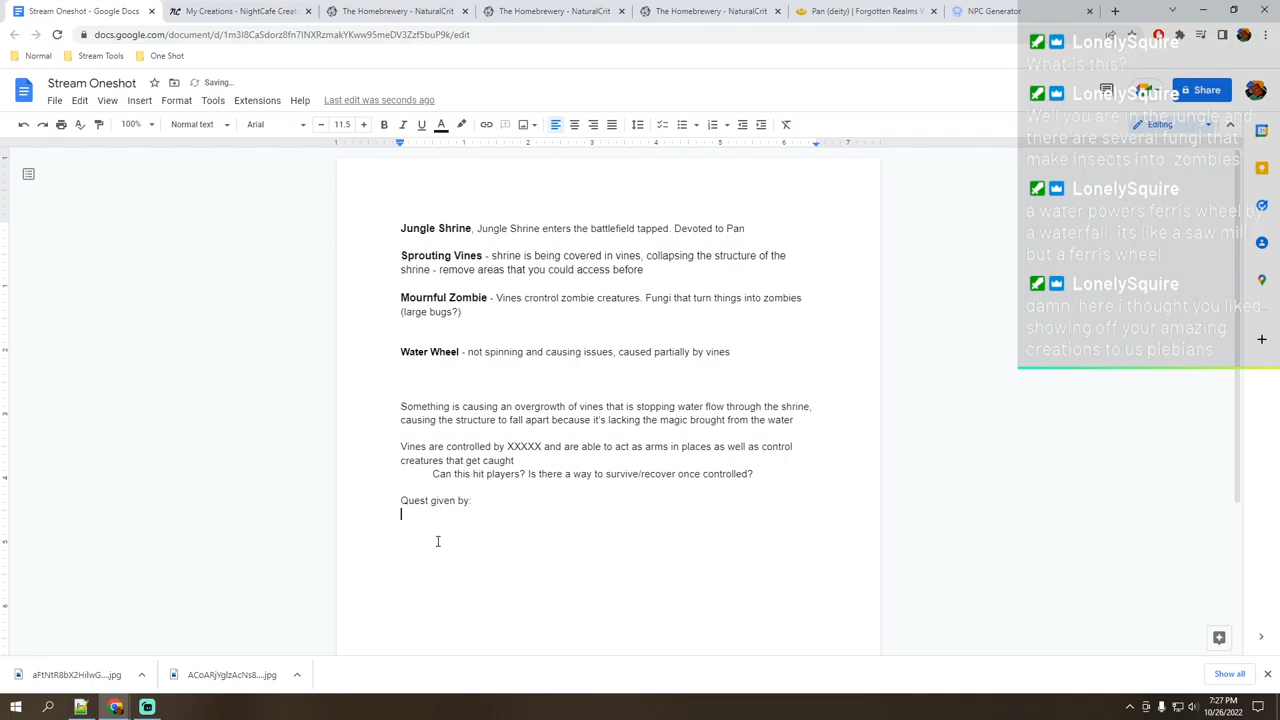 Stream Oneshot - Google Docs
My Creations - NightCafe Creat
The Homebrewery - NaturalCrit
The Homebrewery - NaturalCrit
The Homebrewery - NaturalCrit
Pan (deity) | Forgotten Realms W
NPC Generator
Normal
Stream Tools
One Shot
Stream Oneshot
Saving...
File Edit View Insert Format Tools Extensions Help Last edit was seconds ago
Share
100%
Normal text
Arial
11.5
Editing
Jungle Shrine, Jungle Shrine enters the battlefield tapped. Devoted to Pan
Sprouting Vines - shrine is being covered in vines, collapsing the structure of the
shrine - remove areas that you could access before
Mournful Zombie - Vines crontrol zombie creatures. Fungi that turn things into zombies
(large bugs?)
Water Wheel - not spinning and causing issues, caused partially by vines
Something is causing an overgrowth of vines that is stopping water flow through the shrine,
causing the structure to fall apart because it's lacking the magic brought from the water
Vines are controlled by XXXXX and are able to act as arms in places as well as control
creatures that get caught
Can this hit players? Is there a way to survive/recover once controlled?
Quest given by:
LonelySquire
What is this?
LonelySquire
Well you are in the jungle and
there are several fungi that
make insects into "zombies"
LonelySquire
a water powers ferris wheel by
a waterfall, its like a saw mill
but a ferris wheel
LonelySquire
damn, here i thought you liked
showing off your amazing
creations to us plebians
aFtNtR8bX2HilwG....jpg
ACoARjYglzAcNs8....jpg
Show all
7:27 PM
10/26/2022